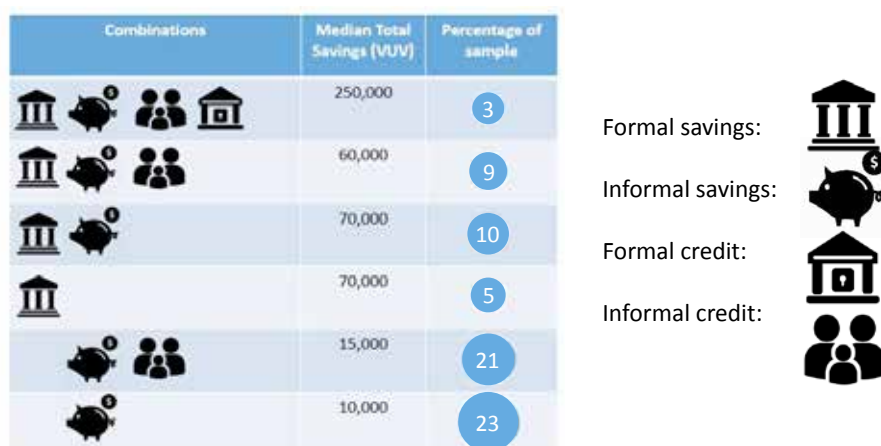 Combinations Median Total Savings (VUV) Percentage of sample
250,000 3
60,000 9
70,000 10
70,000 5
15,000 21
10,000 23
Formal savings:
Informal savings:
$
Formal credit:
Informal credit: